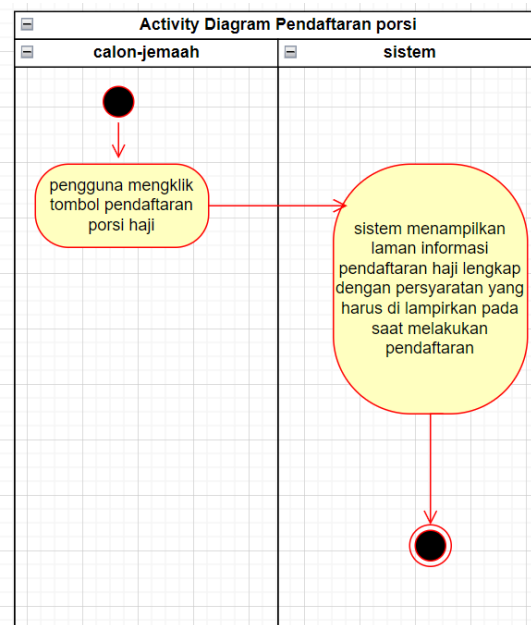 Activity Diagram Pendaftaran porsi
calon-jemaah
sistem
pengguna mengklik
tombol pendaftaran
porsi haji
sistem menampilkan
laman informasi
pendaftaran haji lengkap
dengan persyaratan yang
harus di lampirkan pada
saat melakukan
pendaftaran